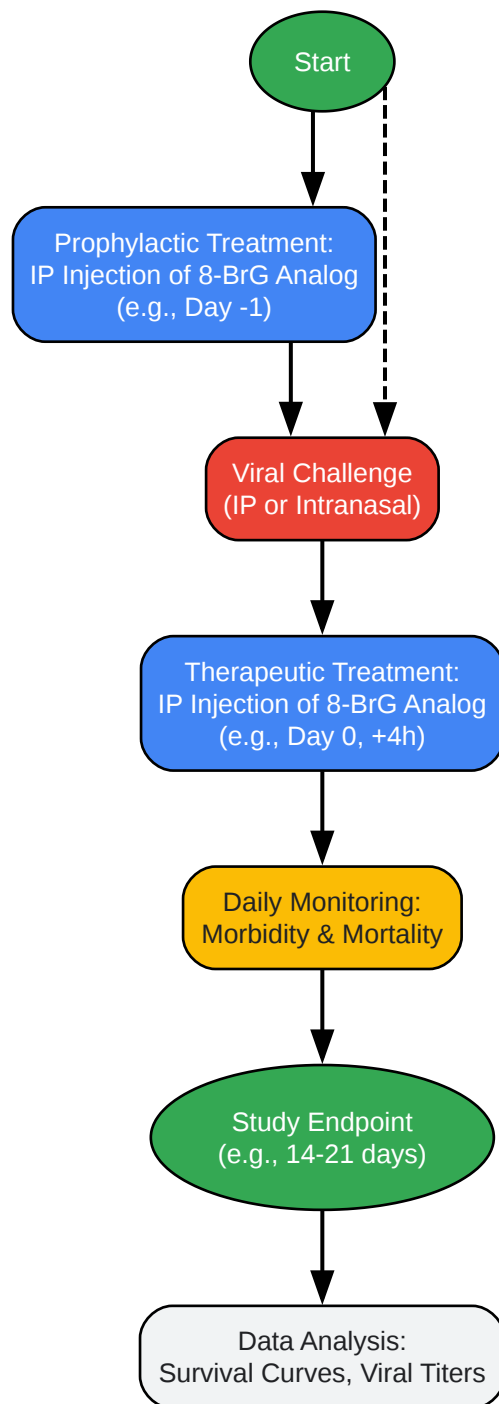 Start
Prophylactic Treatment:
IP Injection of 8-BrG Analog
(e.g., Day -1)
Viral Challenge
(IP or Intranasal)
Therapeutic Treatment:
IP Injection of 8-BrG Analog
(e.g., Day 0, +4h)
Daily Monitoring:
Morbidity & Mortality
Study Endpoint
(e.g., 14-21 days)
Data Analysis:
Survival Curves, Viral Titers